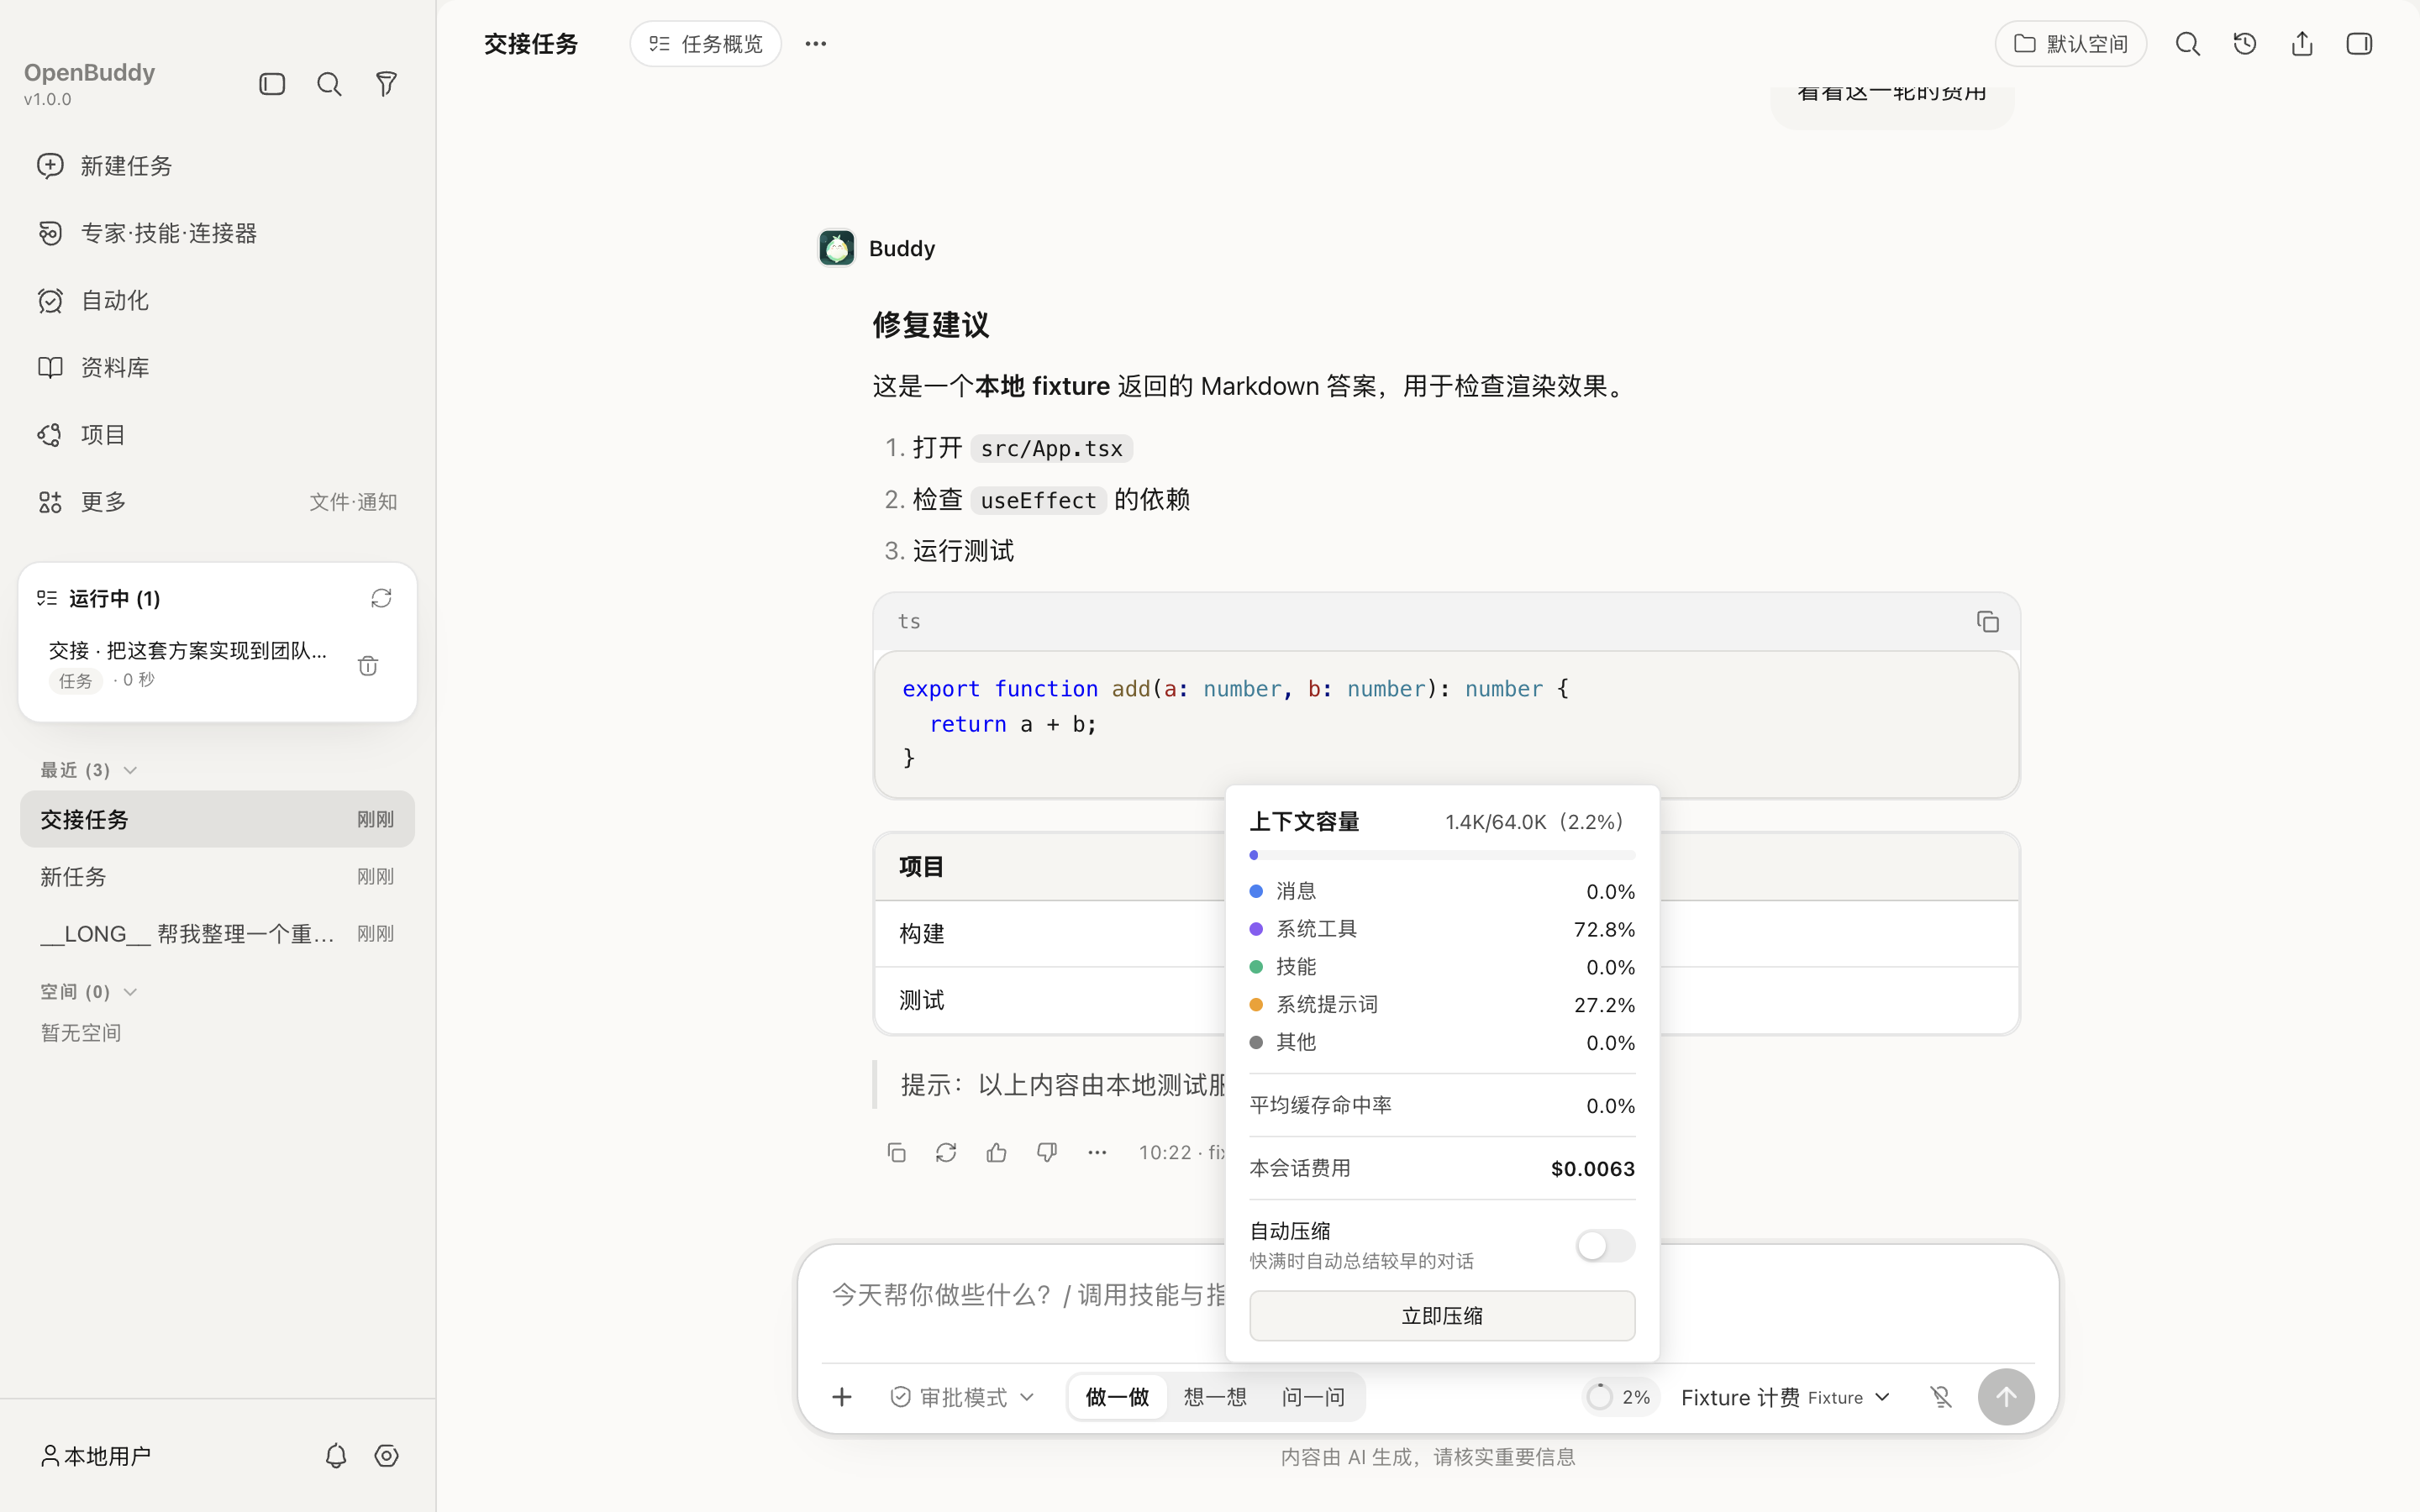 OpenBuddy
v1.0.0
新建任务
专家·技能·连接器
自动化
资料库
项目
更多
文件·通知
运行中 (1)
交接 · 把这套方案实现到团队...
任务 · 0 秒
最近 (3)
交接任务 刚刚
新任务 刚刚
__LONG__ 帮我整理一个重... 刚刚
空间 (0)
暂无空间
本地用户
交接任务
任务概览
默认空间
看看这一轮的费用
Buddy
修复建议
这是一个本地 fixture 返回的 Markdown 答案，用于检查渲染效果。
1. 打开 src/App.tsx
2. 检查 useEffect 的依赖
3. 运行测试
ts
export function add(a: number, b: number): number {
return a + b;
}
项目
构建
测试
提示：以上内容由本地测试服
10:22 · fix
上下文容量 1.4K/64.0K（2.2%）
消息 0.0%
系统工具 72.8%
技能 0.0%
系统提示词 27.2%
其他 0.0%
平均缓存命中率 0.0%
本会话费用 $0.0063
自动压缩
快满时自动总结较早的对话
立即压缩
今天帮你做些什么？/ 调用技能与指
审批模式
做一做
想一想
问一问
2%
Fixture 计费 Fixture
内容由 AI 生成，请核实重要信息